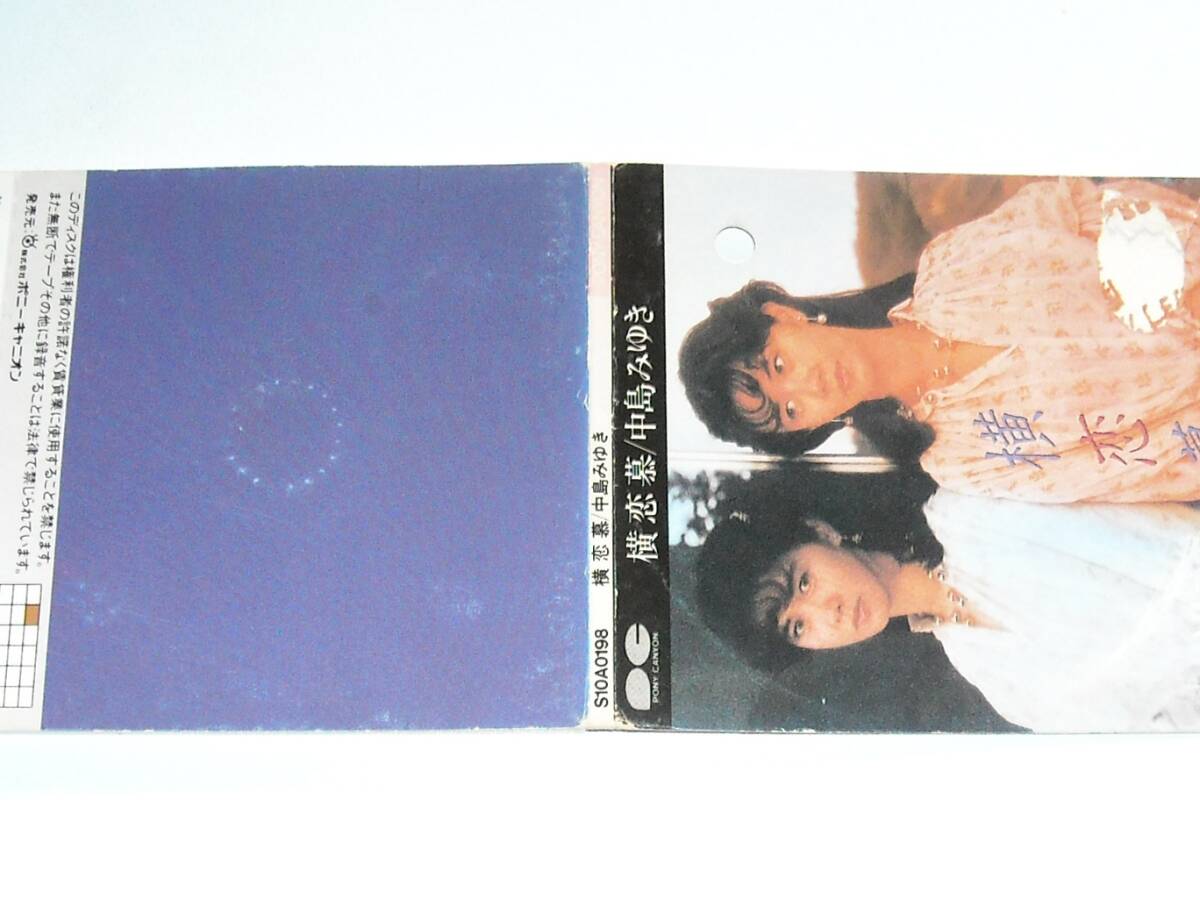 このディスクは権利者の許諾なく賃貸業に使用することを禁じます。
また無断でテープその他に録音することは法律で禁じられています。
発売元:株式会社ポニーキャニオン
横恋慕/中島みゆき
S10A0198
横恋慕/中島みゆき
PONY CANYON
横恋慕